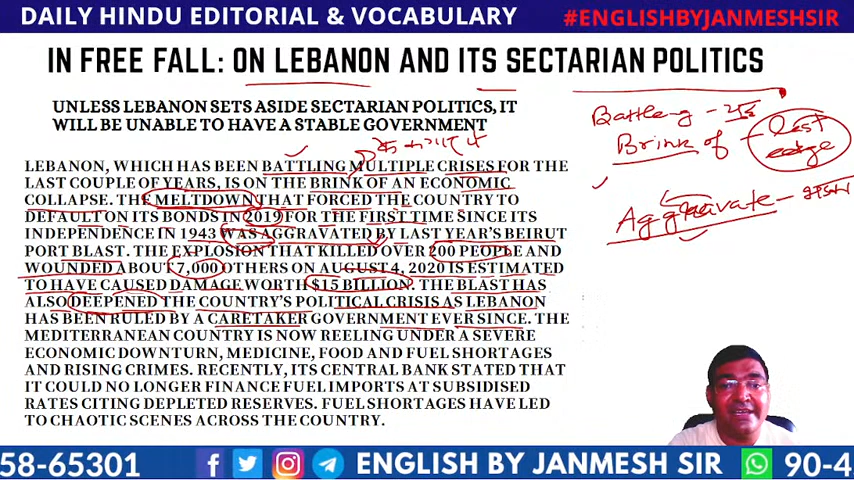 DAILY HINDU EDITORIAL & VOCABULARY
#ENGLISHBYJANMESHSIR
IN FREE FALL: ON LEBANON AND ITS SECTARIAN POLITICS
UNLESS LEBANON SETS ASIDE SECTARIAN POLITICS, IT
WILL BE UNABLE TO HAVE A STABLE GOVERNMENT
Battleng -
Brink of - last
edge
Aggravate -
LEBANON, WHICH HAS BEEN BATTLING MULTIPLE CRISES FOR THE
LAST COUPLE OF YEARS, IS ON THE BRINK OF AN ECONOMIC
COLLAPSE. THE MELTDOWN THAT FORCED THE COUNTRY TO
DEFAULT ON ITS BONDS IN 2019 FOR THE FIRST TIME SINCE ITS
INDEPENDENCE IN 1943 WAS AGGRAVATED BY LAST YEAR'S BEIRUT
PORT BLAST. THE EXPLOSION THAT KILLED OVER 200 PEOPLE AND
WOUNDED ABOUT 7,000 OTHERS ON AUGUST 4, 2020 IS ESTIMATED
TO HAVE CAUSED DAMAGE WORTH $15 BILLION. THE BLAST HAS
ALSO DEEPENED THE COUNTRY'S POLITICAL CRISIS AS LEBANON
HAS BEEN RULED BY A CARETAKER GOVERNMENT EVER SINCE. THE
MEDITERRANEAN COUNTRY IS NOW REELING UNDER A SEVERE
ECONOMIC DOWNTURN, MEDICINE, FOOD AND FUEL SHORTAGES
AND RISING CRIMES. RECENTLY, ITS CENTRAL BANK STATED THAT
IT COULD NO LONGER FINANCE FUEL IMPORTS AT SUBSIDISED
RATES CITING DEPLETED RESERVES. FUEL SHORTAGES HAVE LED
TO CHAOTIC SCENES ACROSS THE COUNTRY.
58-65301 ENGLISH BY JANMESH SIR 90-4